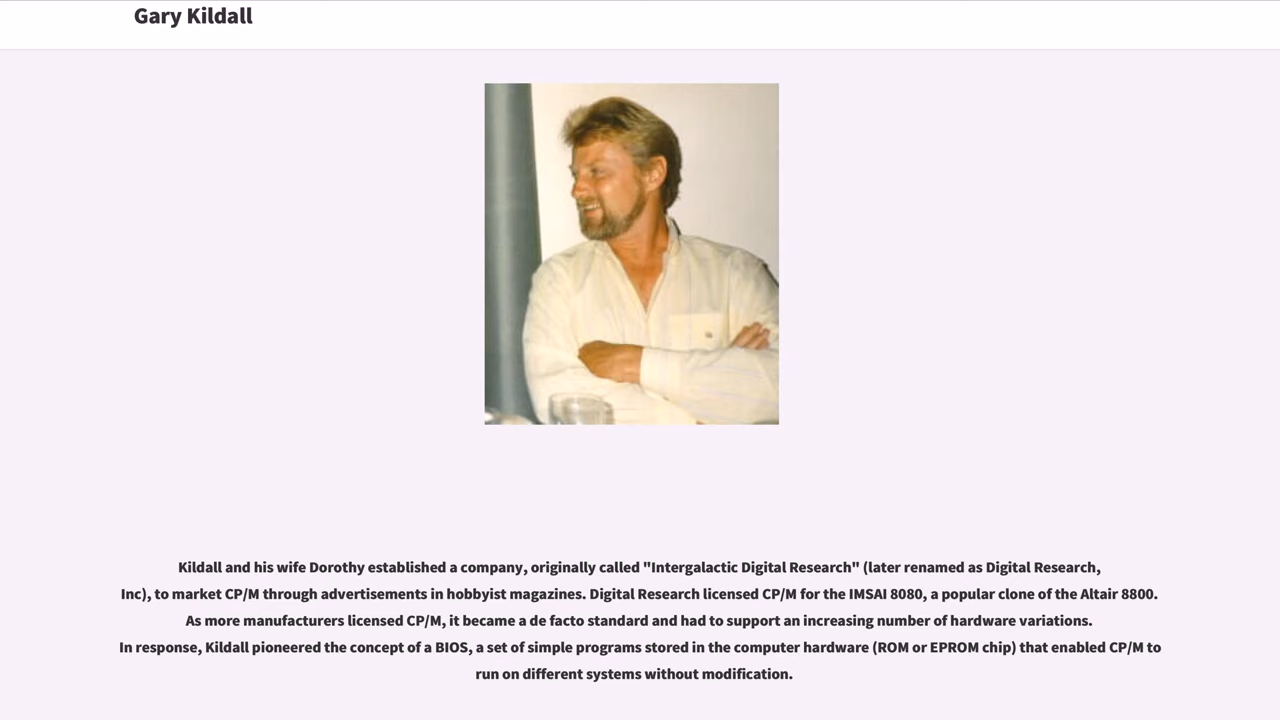 Gary Kildall
Kildall and his wife Dorothy established a company, originally called "Intergalactic Digital Research" (later renamed as Digital Research,
Inc), to market CP/M through advertisements in hobbyist magazines. Digital Research licensed CP/M for the IMSAI 8080, a popular clone of the Altair 8800.
As more manufacturers licensed CP/M, it became a de facto standard and had to support an increasing number of hardware variations.
In response, Kildall pioneered the concept of a BIOS, a set of simple programs stored in the computer hardware (ROM or EPROM chip) that enabled CP/M to
run on different systems without modification.